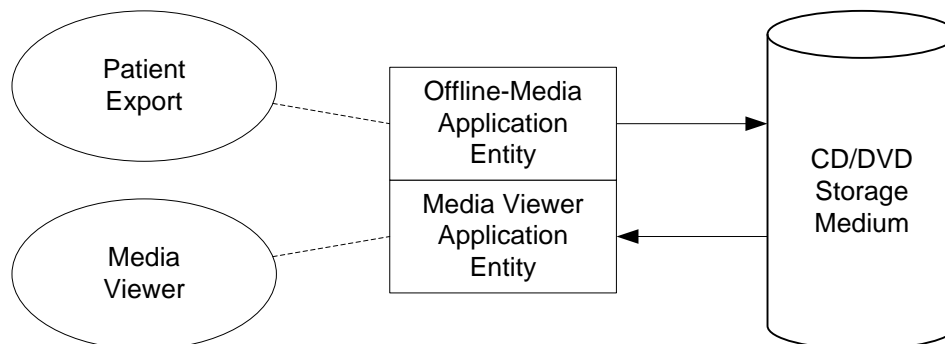 Patient
Export
Offline-Media
Application
Entity
Media Viewer
Application
Entity
Media
Viewer
CD/DVD
Storage
Medium